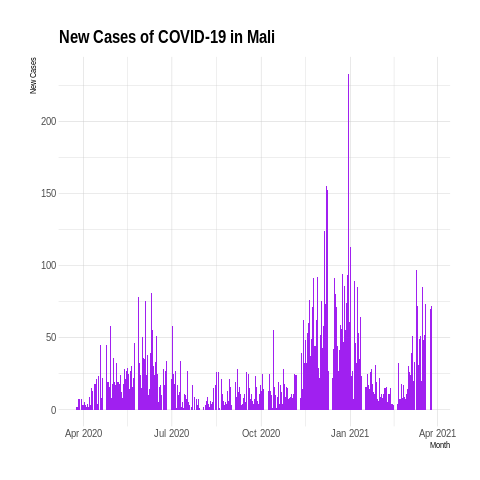 New Cases of COVID-19 in Mali
New Cases
200
150
100
50
0
Apr 2020
Jul 2020
Oct 2020
Jan 2021
Apr 2021
Month